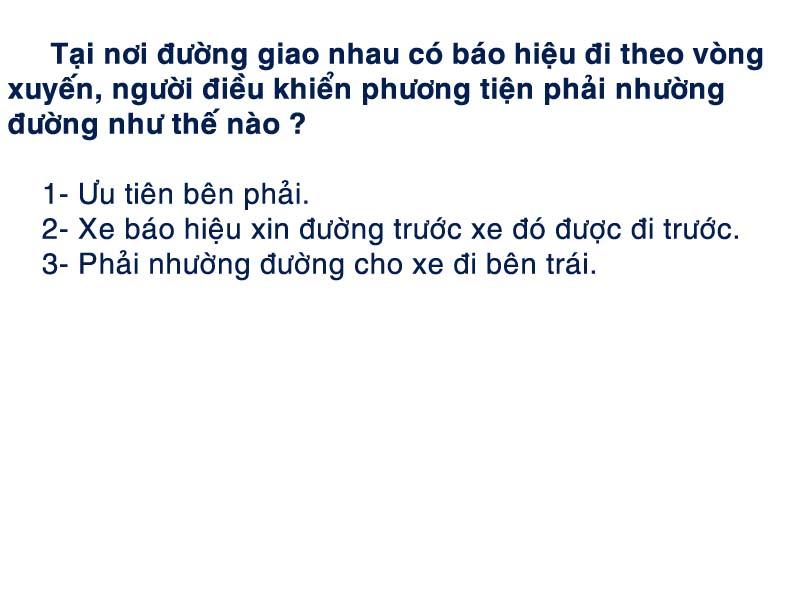 Tại nơi đường giao nhau có báo hiệu đi theo vòng
xuyến, người điều khiển phương tiện phải nhường
đường như thế nào ?
1- Ưu tiên bên phải.
2- Xe báo hiệu xin đường trước xe đó được đi trước.
3- Phải nhường đường cho xe đi bên trái.